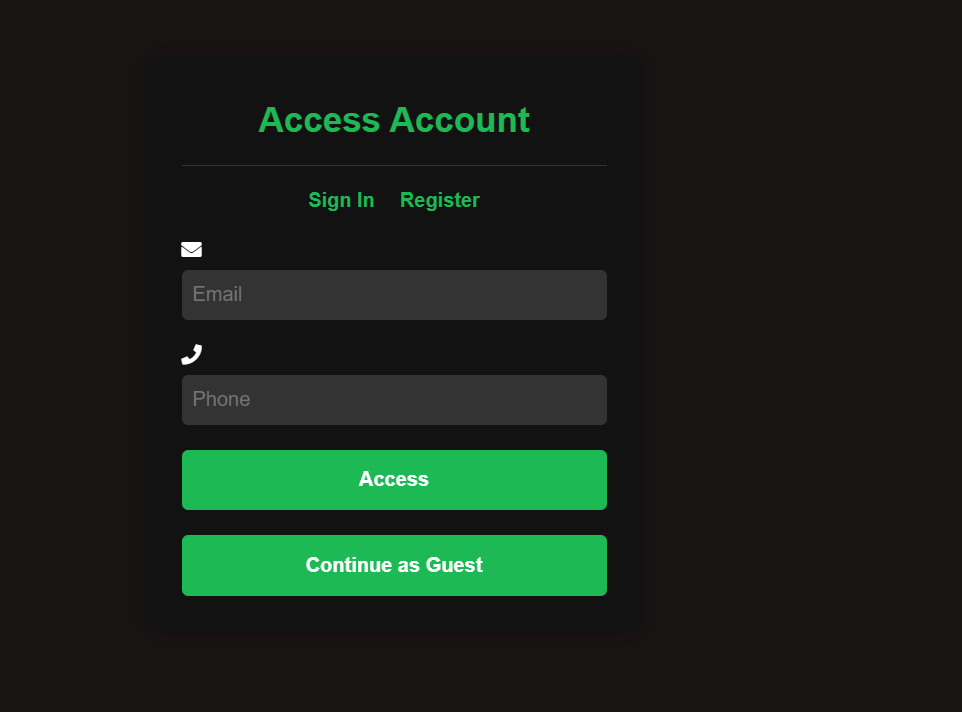 Access Account
Sign In Register
Email
Phone
Access
Continue as Guest